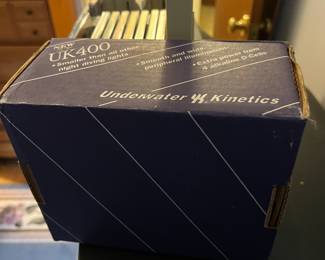 NEW
UK400
• Smaller than all other
night diving lights
• Smooth and wide
peripheral illumination
• Extra power from
4 alkaline D-Cells
Underwater Kinetics